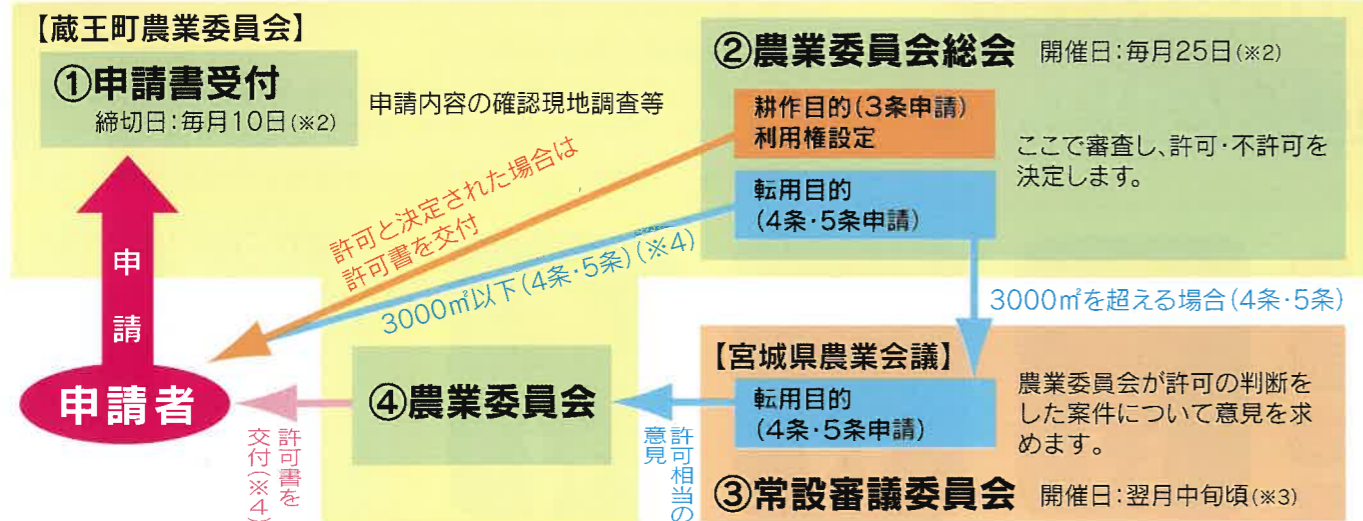 【蔵王町農業委員会】
①申請書受付
締切日：毎月10日(※2)
申請内容の確認現地調査等
②農業委員会総会 開催日：毎月25日(※2)
耕作目的(3条申請)
利用権設定
転用目的
(4条・5条申請)
ここで審査し、許可・不許可を
決定します。
許可と決定された場合は
許可書を交付
3000㎡以下(4条・5条)(※4)
3000㎡を超える場合(4条・5条)
申請
申請者
【宮城県農業会議】
転用目的
(4条・5条申請)
農業委員会が許可の判断を
した案件について意見を求
めます。
③常設審議委員会 開催日：翌月中旬頃(※3)
許可相当の
意見
④農業委員会
許可書を
交付(※4)